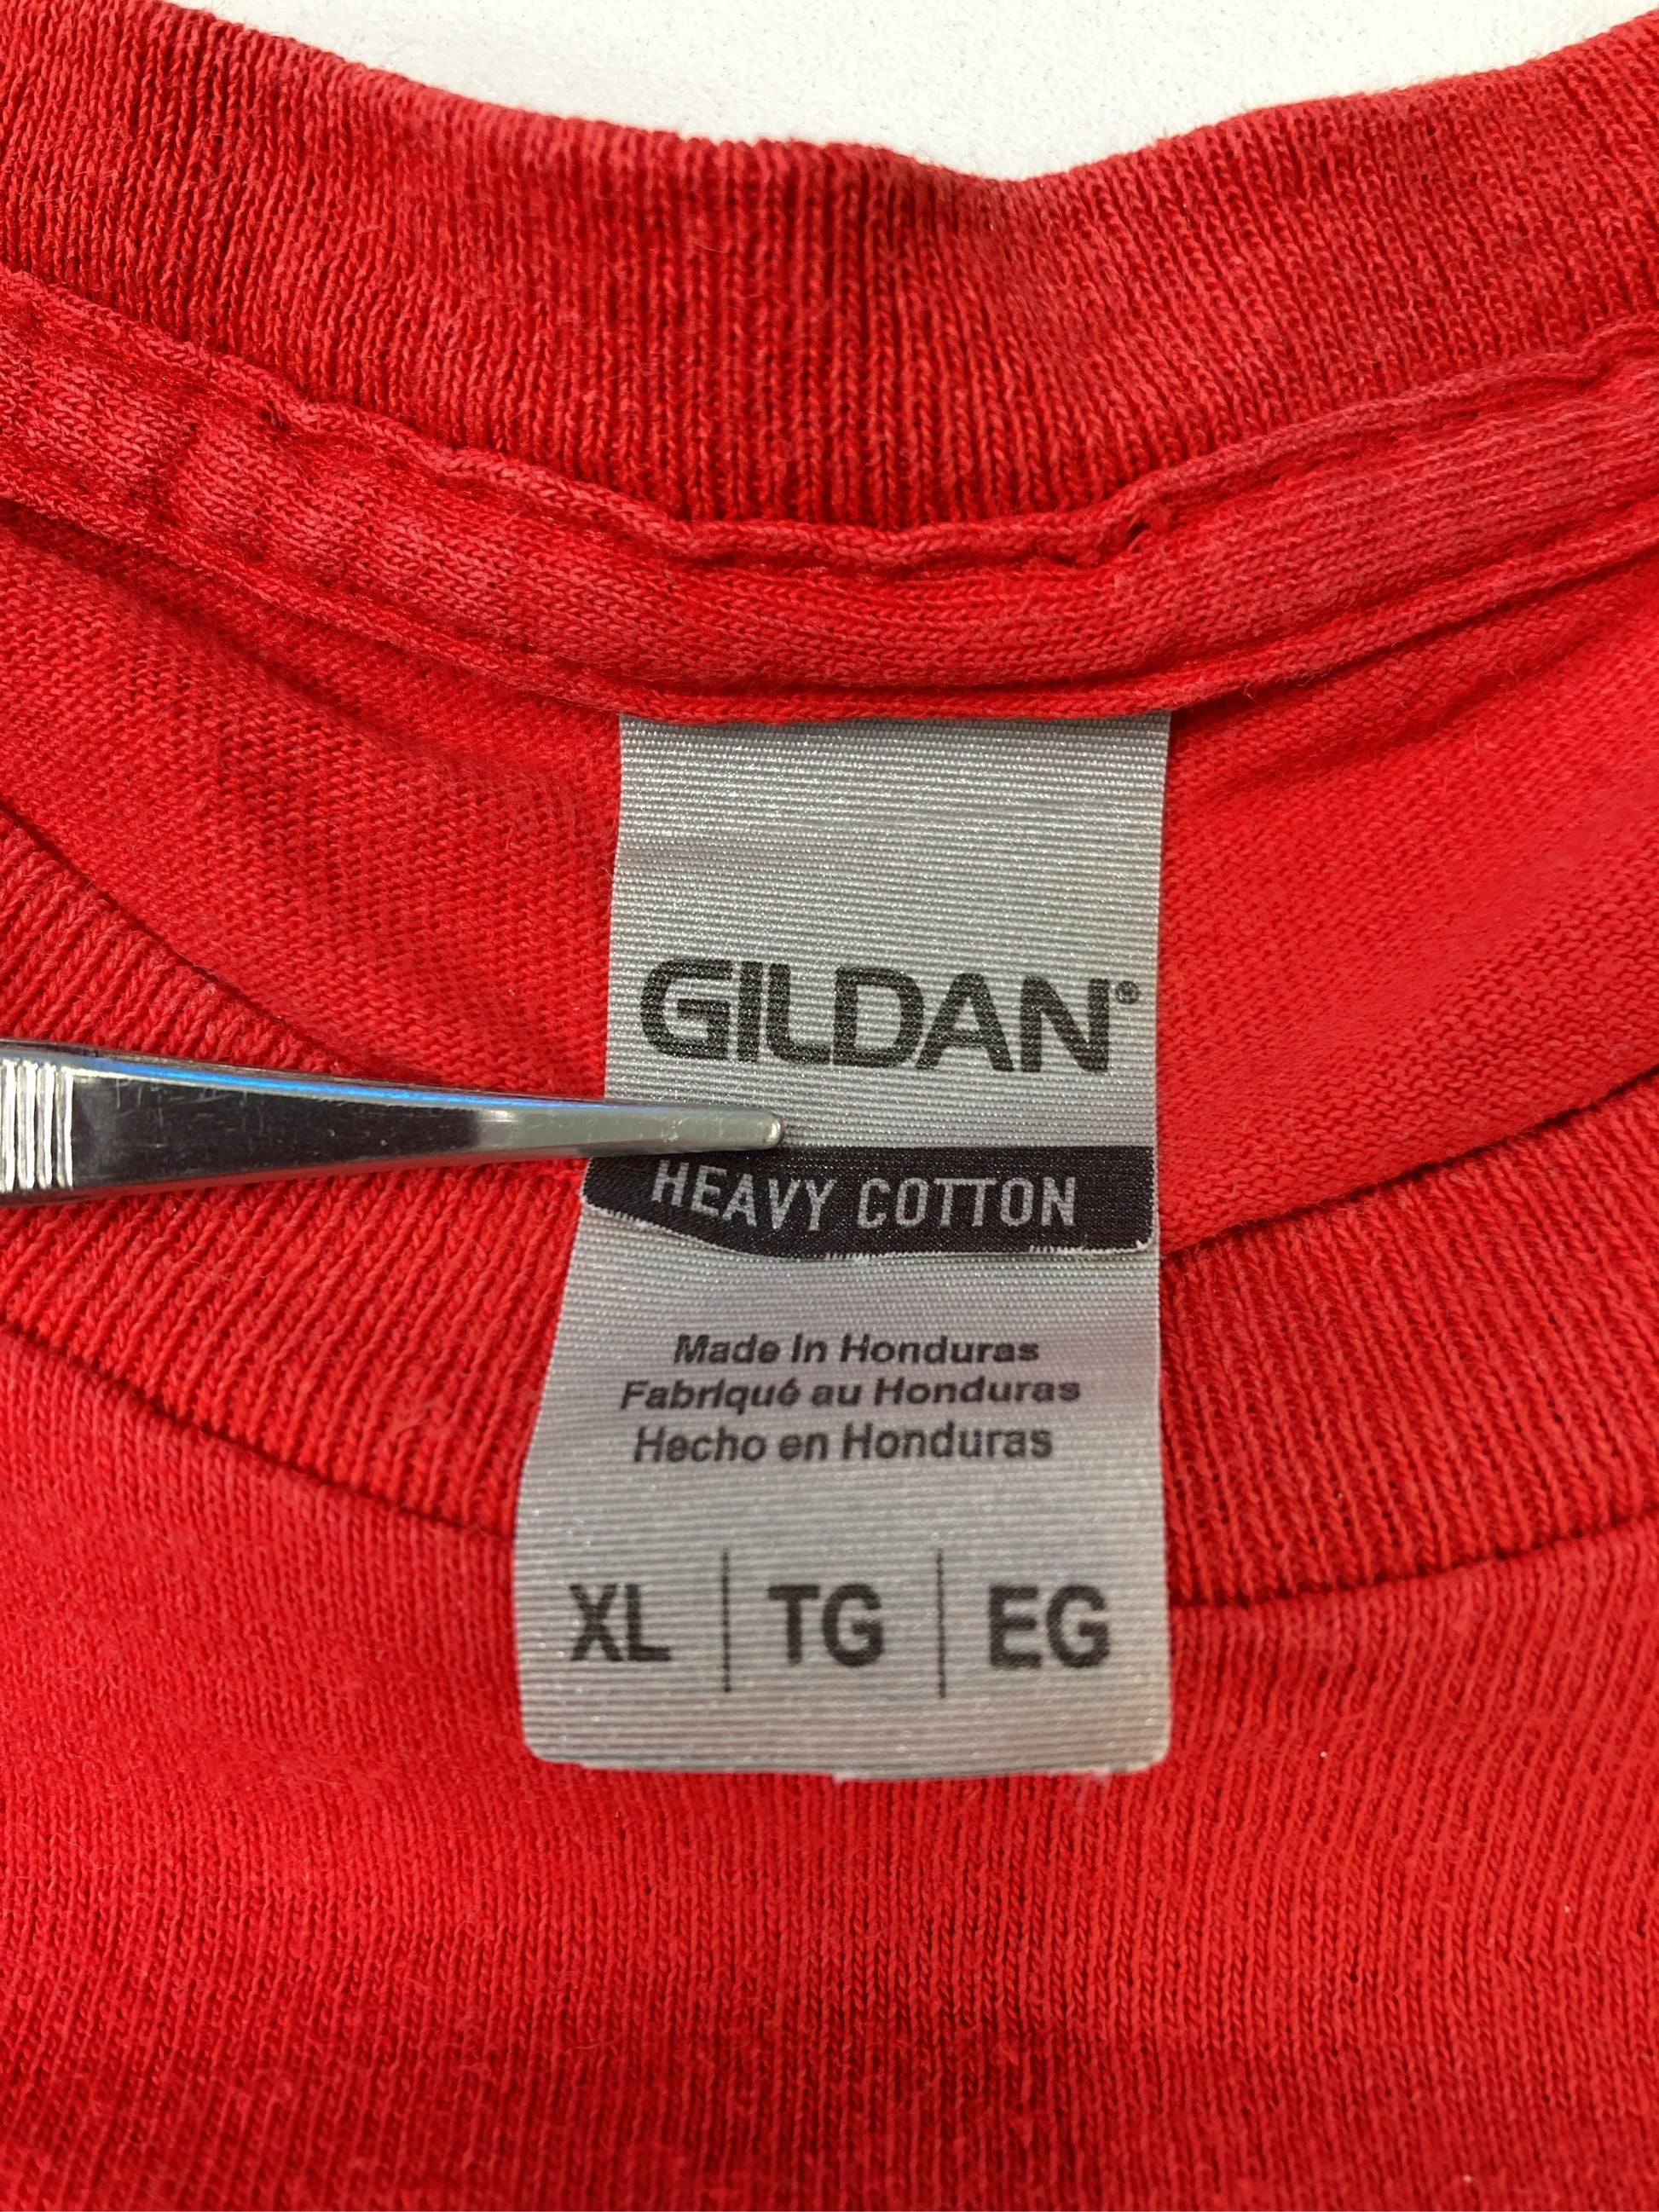 GILDAN®
HEAVY COTTON
Made in Honduras
Fabriqué au Honduras
Hecho en Honduras
XL | TG | EG